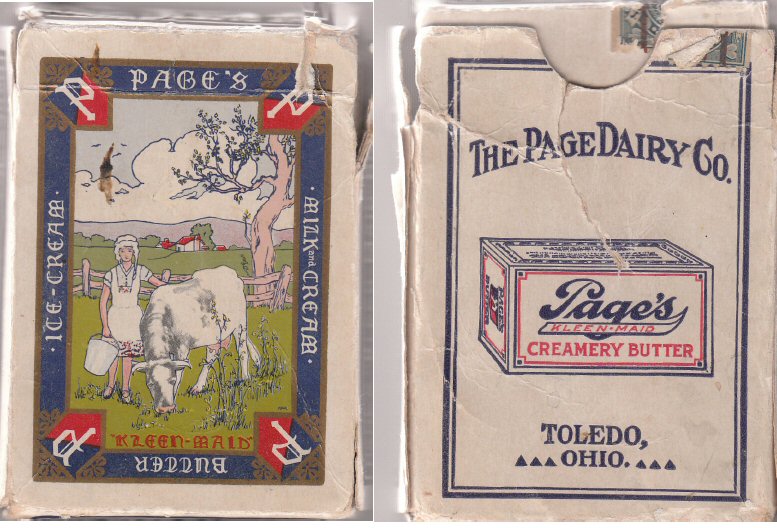 PAGE'S
P
P
ICE-CREAM
MILK and CREAM
"KLEEN-MAID"
P
P
BUTTER
THE PAGE DAIRY CO.
Page's
KLEEN-MAID
CREAMERY BUTTER
TOLEDO,
OHIO.